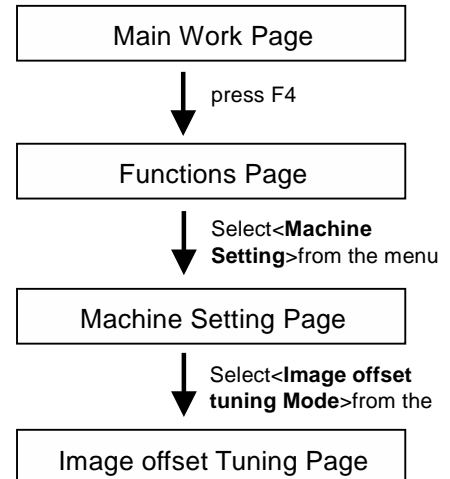 Main Work Page
press F4
Functions Page
Select<Machine
Setting>from the menu
Machine Setting Page
Select<Image offset
tuning Mode>from the
Image offset Tuning Page